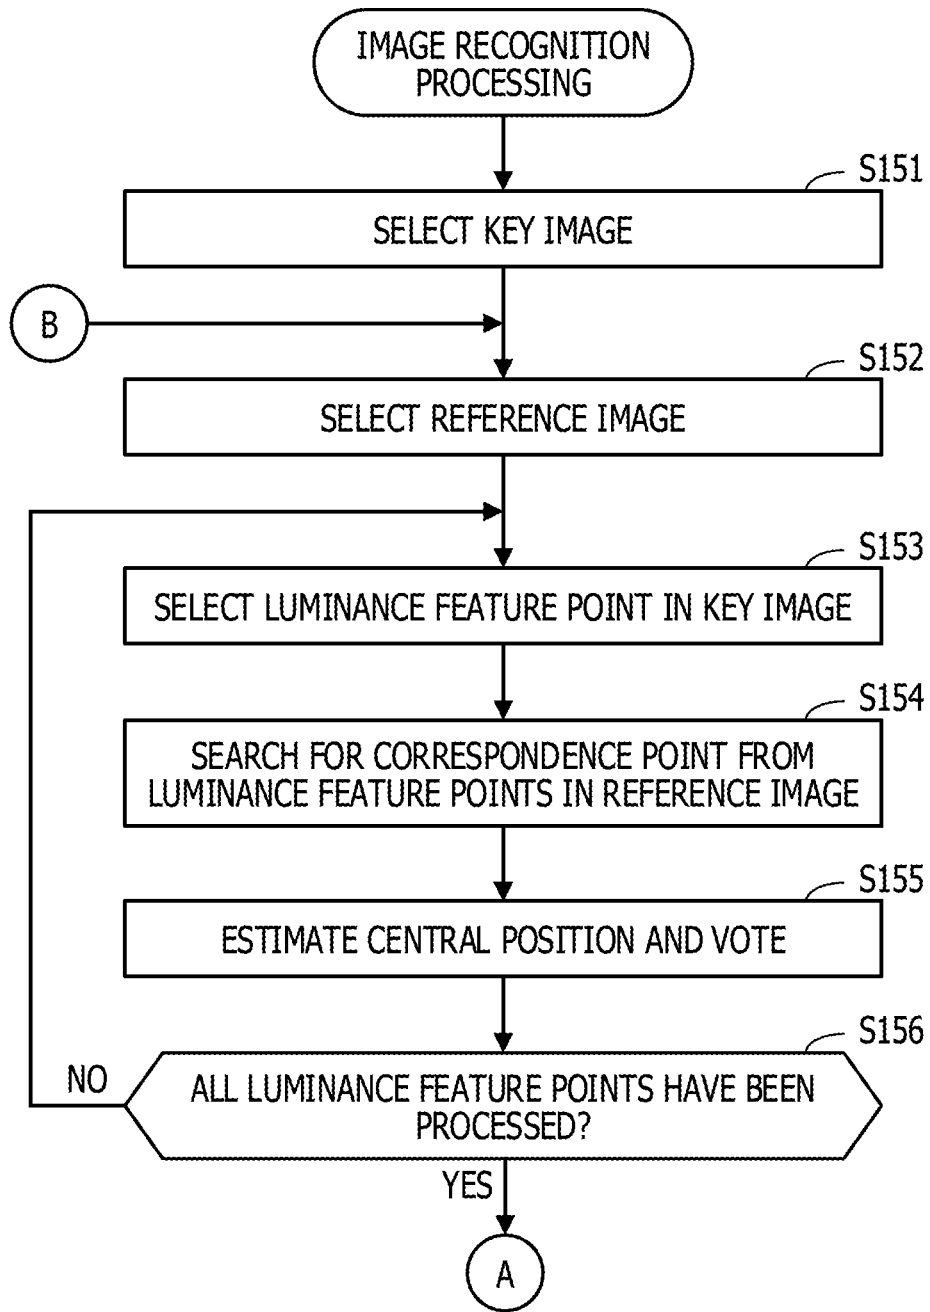 IMAGE RECOGNITION
PROCESSING
S151
SELECT KEY IMAGE
B
S152
SELECT REFERENCE IMAGE
S153
SELECT LUMINANCE FEATURE POINT IN KEY IMAGE
S154
SEARCH FOR CORRESPONDENCE POINT FROM
LUMINANCE FEATURE POINTS IN REFERENCE IMAGE
S155
ESTIMATE CENTRAL POSITION AND VOTE
S156
NO
ALL LUMINANCE FEATURE POINTS HAVE BEEN
PROCESSED?
YES
A